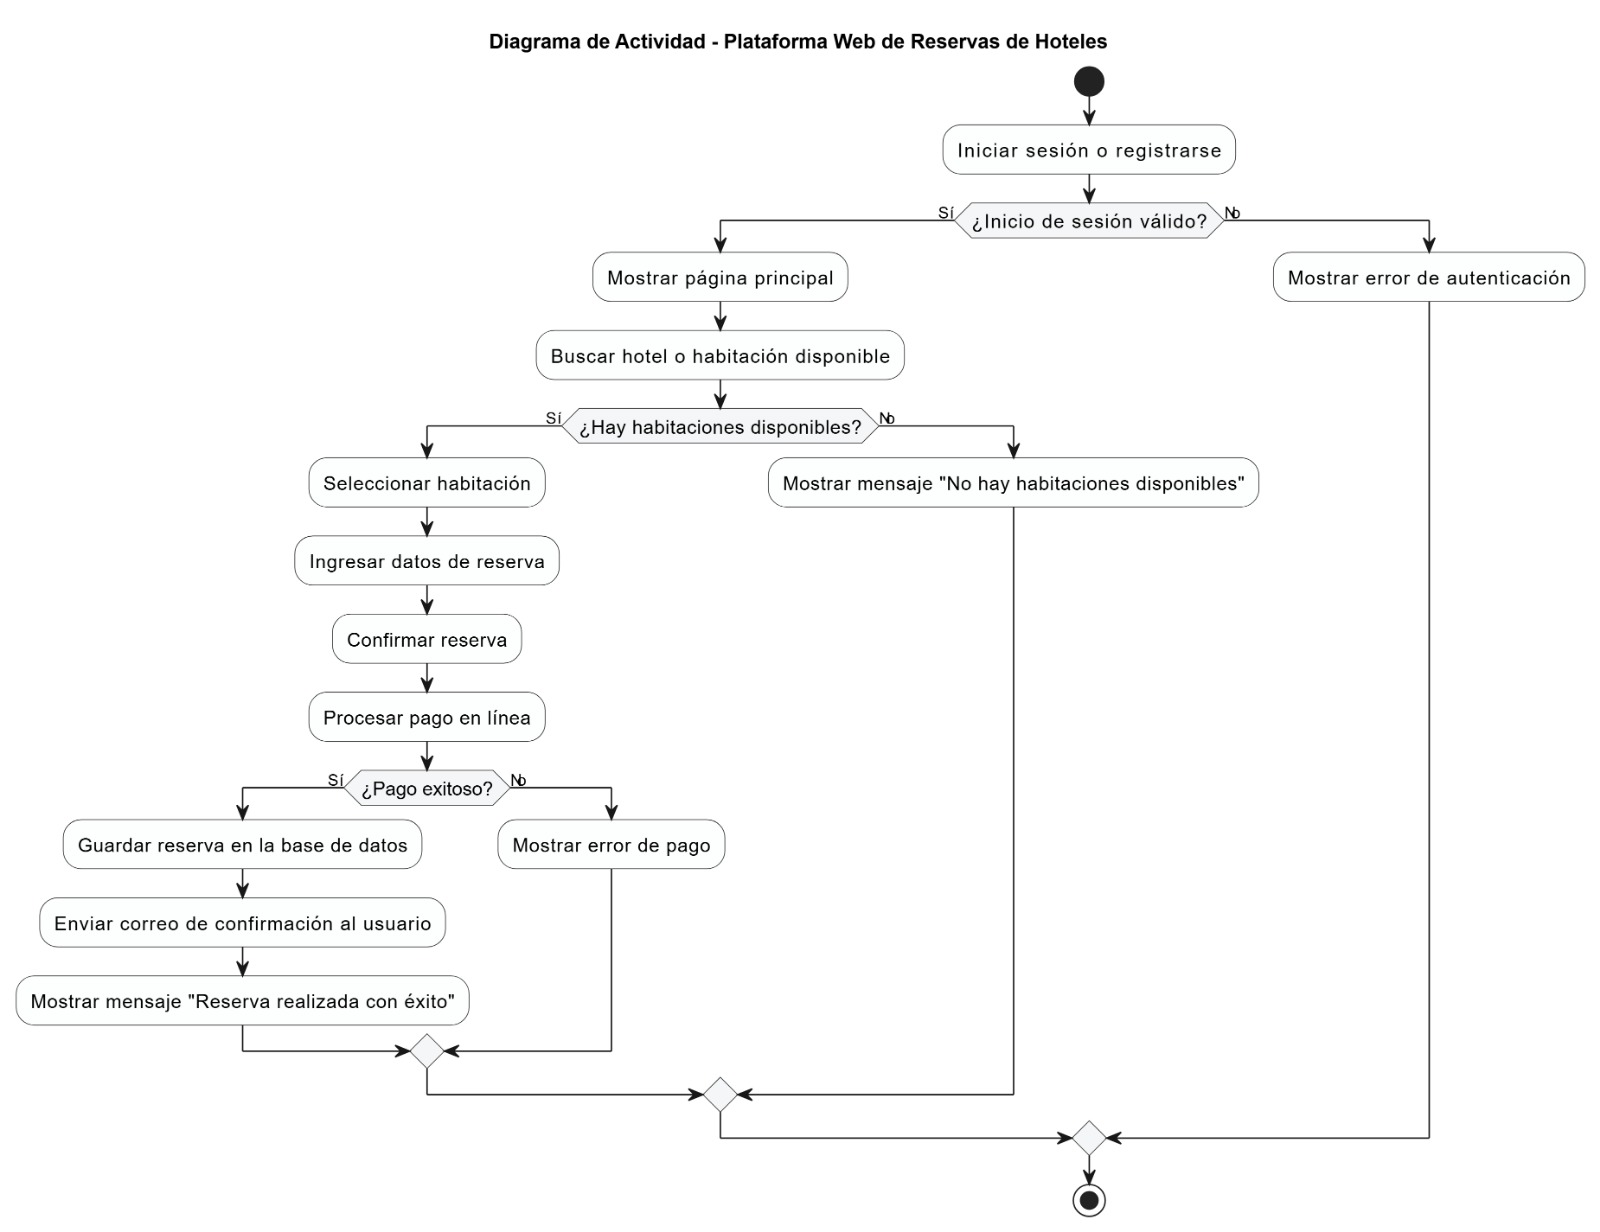 Diagrama de Actividad - Plataforma Web de Reservas de Hoteles
Iniciar sesión o registrarse
Sí
¿Inicio de sesión válido?
No
Mostrar página principal
Mostrar error de autenticación
Buscar hotel o habitación disponible
Sí
¿Hay habitaciones disponibles?
No
Seleccionar habitación
Mostrar mensaje "No hay habitaciones disponibles"
Ingresar datos de reserva
Confirmar reserva
Procesar pago en línea
Sí
¿Pago exitoso?
No
Guardar reserva en la base de datos
Mostrar error de pago
Enviar correo de confirmación al usuario
Mostrar mensaje "Reserva realizada con éxito"